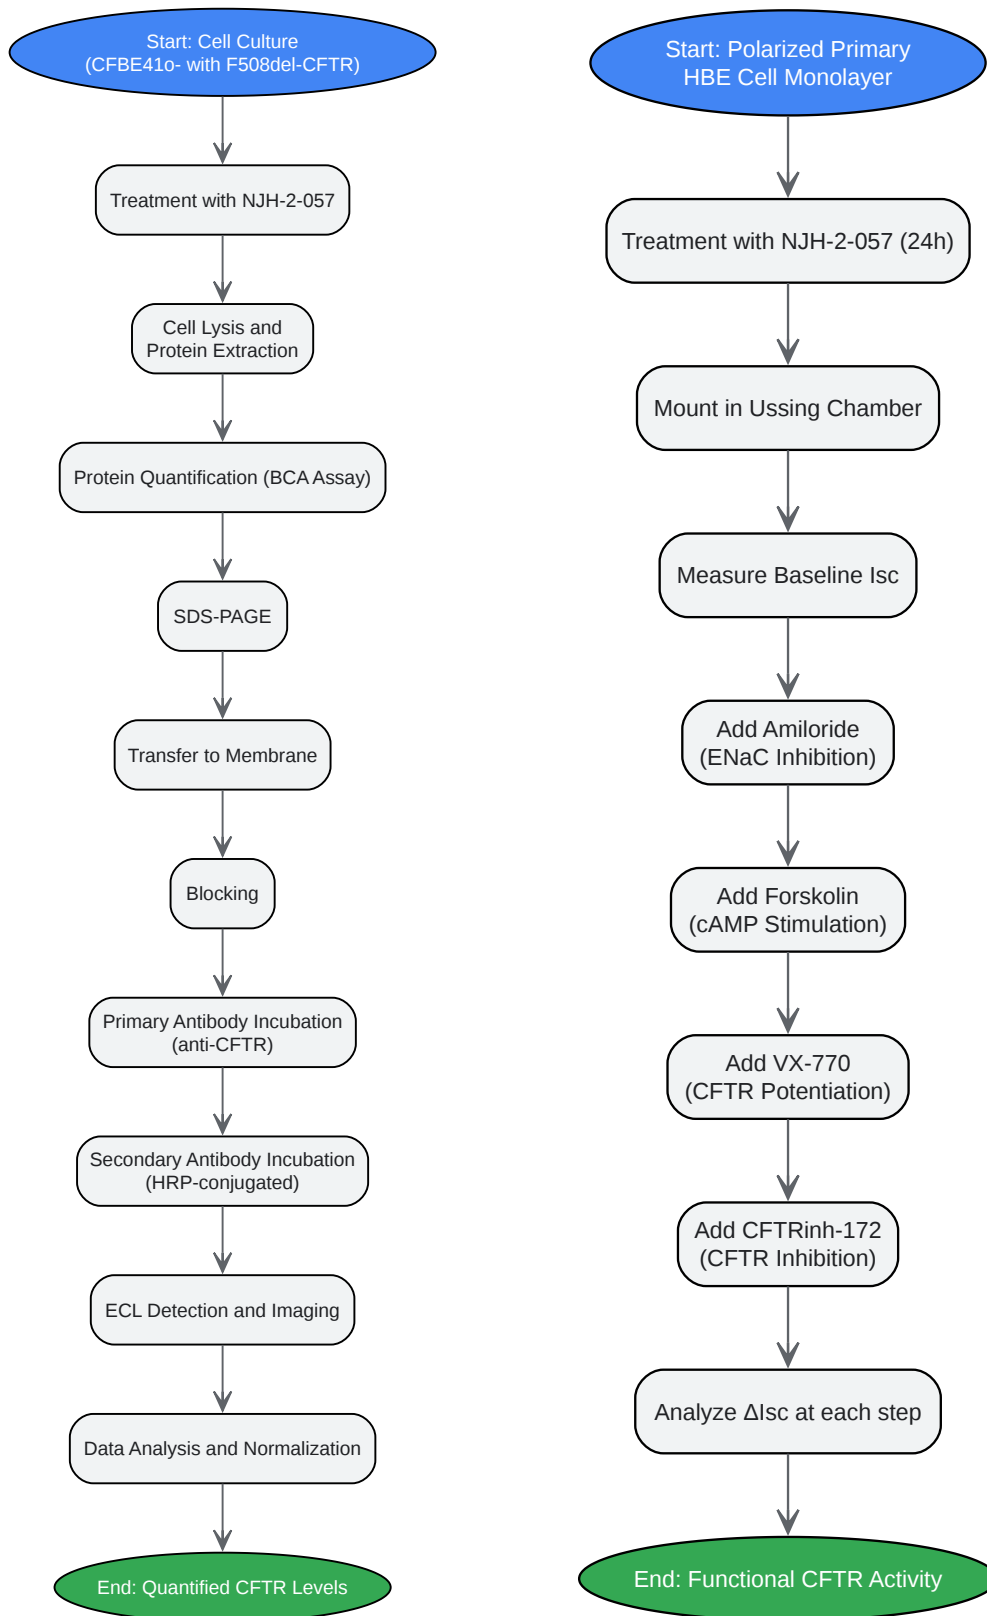 Start: Cell Culture
(CFBE41o- with F508del-CFTR)
Treatment with NJH-2-057
Cell Lysis and
Protein Extraction
Protein Quantification (BCA Assay)
SDS-PAGE
Transfer to Membrane
Blocking
Primary Antibody Incubation
(anti-CFTR)
Secondary Antibody Incubation
(HRP-conjugated)
ECL Detection and Imaging
Data Analysis and Normalization
End: Quantified CFTR Levels
Start: Polarized Primary
HBE Cell Monolayer
Treatment with NJH-2-057 (24h)
Mount in Ussing Chamber
Measure Baseline Isc
Add Amiloride
(ENaC Inhibition)
Add Forskolin
(cAMP Stimulation)
Add VX-770
(CFTR Potentiation)
Add CFTRinh-172
(CFTR Inhibition)
Analyze ΔIsc at each step
End: Functional CFTR Activity